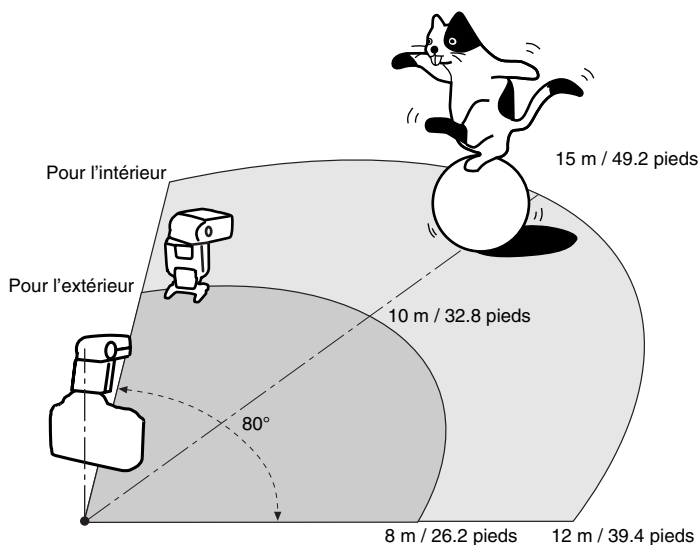 15 m / 49.2 pieds
Pour l'intérieur
Pour l'extérieur
10 m / 32.8 pieds
80°
8 m / 26.2 pieds
12 m / 39.4 pieds